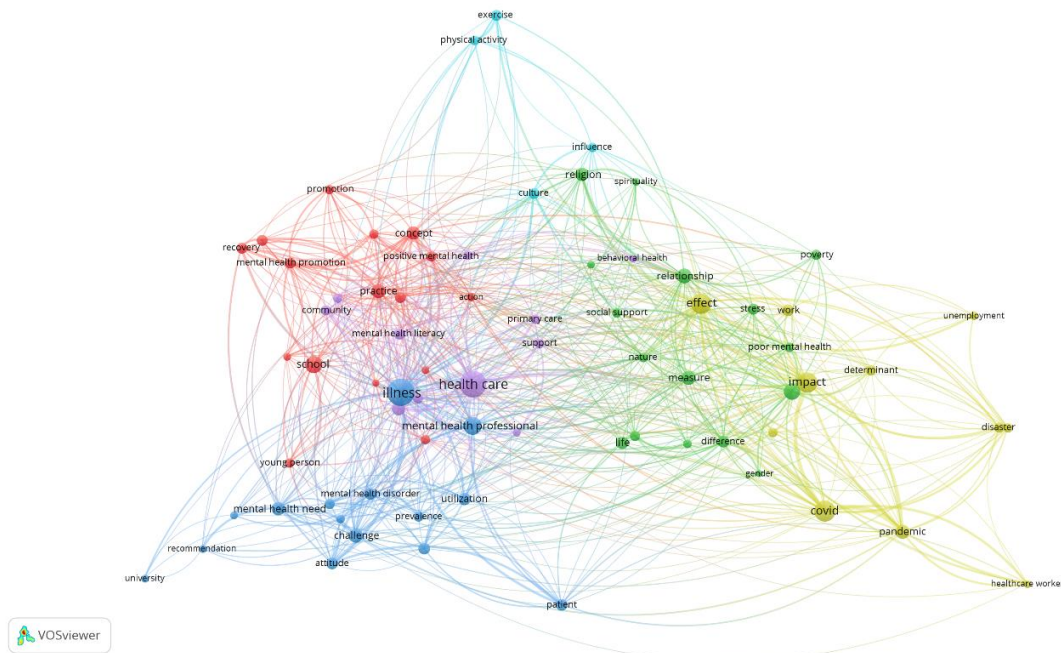 exercise
physical activity
influence
religion
spirituality
culture
promotion
concept
recovery
positive mental health
behavioral health
poverty
mental health promotion
relationship
practice
action
effect
community
social support
stress
work
unemployment
primary care
mental health literacy
support
poor mental health
nature
school
determinant
measure
impact
health care
illness
mental health professional
disaster
life
difference
young person
gender
mental health disorder
utilization
mental health need
covid
prevalence
pandemic
challenge
recommendation
attitude
university
healthcare worke
patient
VOSviewer